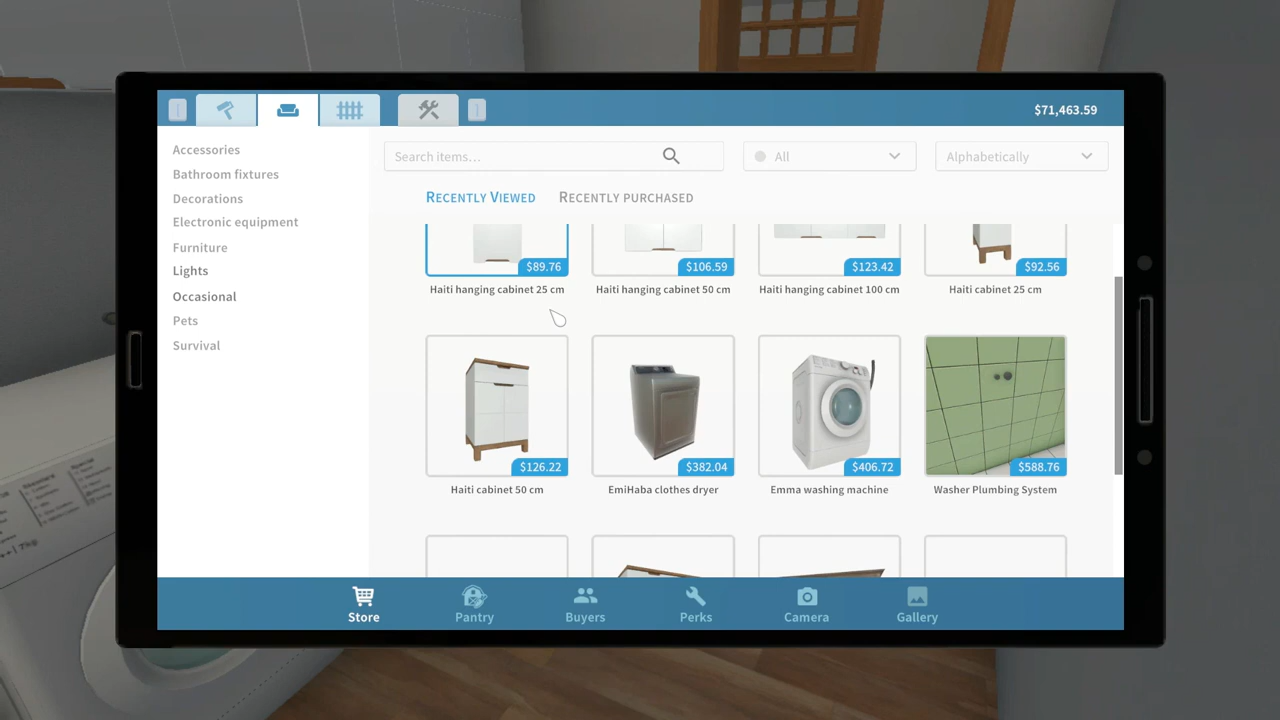 $71,463.59
Accessories
Bathroom fixtures
Decorations
Electronic equipment
Furniture
Lights
Occasional
Pets
Survival
Search items...
All
Alphabetically
RECENTLY VIEWED
RECENTLY PURCHASED
$89.76
$106.59
$123.42
$92.56
Haiti hanging cabinet 25 cm
Haiti hanging cabinet 50 cm
Haiti hanging cabinet 100 cm
Haiti cabinet 25 cm
$126.22
$382.04
$406.72
$588.76
Haiti cabinet 50 cm
EmiHaba clothes dryer
Emma washing machine
Washer Plumbing System
Store
Pantry
Buyers
Perks
Camera
Gallery